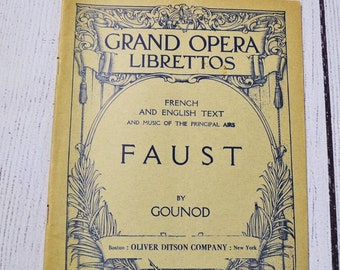 GRAND OPERA
LIBRETTOS
FRENCH
AND ENGLISH TEXT
AND MUSIC OF THE PRINCIPAL AIRS
FAUST
BY
GOUNOD
Boston : OLIVER DITSON COMPANY : New York